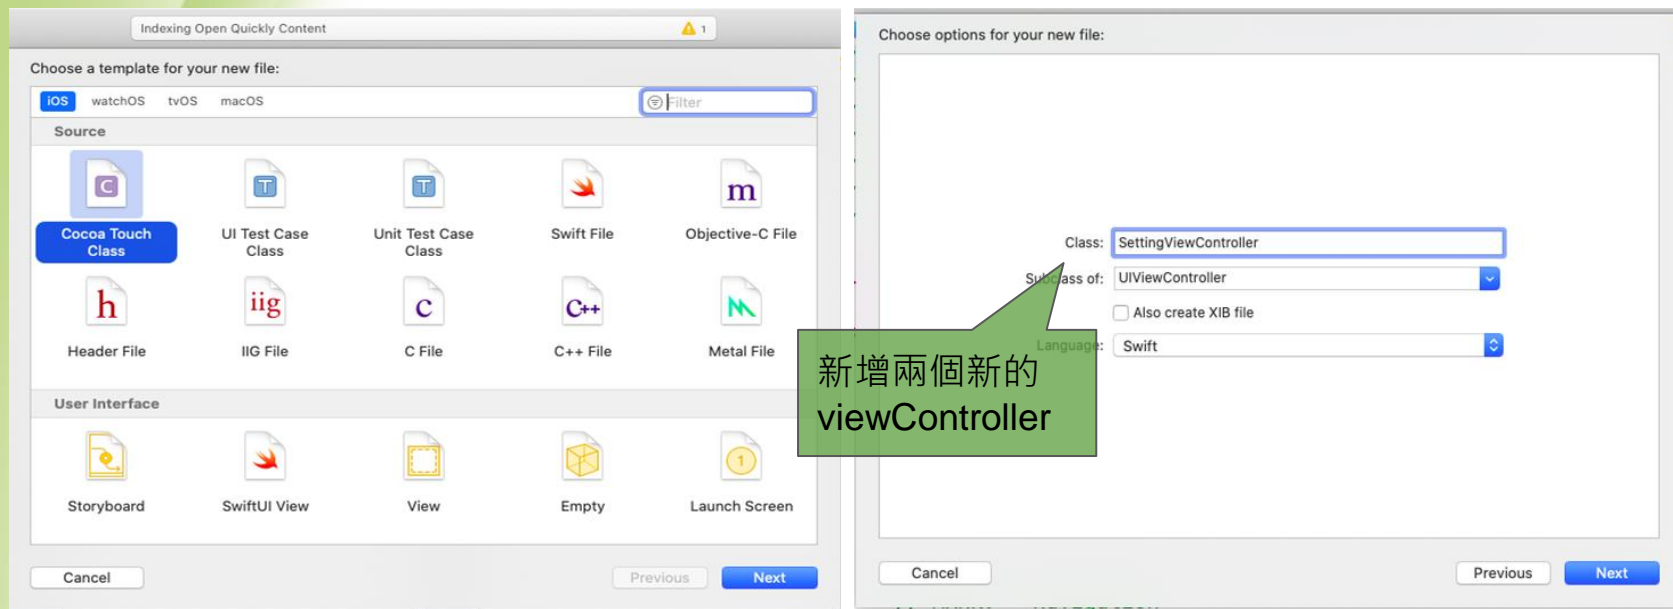 Indexing Open Quickly Content
1
Choose a template for your new file:
iOS watchOS tvOS macOS
Filter
Source
C T T m
Cocoa Touch Class
UI Test Case Class
Unit Test Case Class
Swift File
Objective-C File
h iig c C++
Header File
IIG File
C File
C++ File
Metal File
User Interface
1
Storyboard
SwiftUI View
View
Empty
Launch Screen
Cancel
Previous
Next
Choose options for your new file:
Class: SettingViewController
Subclass of: UIViewController
Also create XIB file
Language: Swift
新增兩個新的
viewController
Cancel
Previous
Next